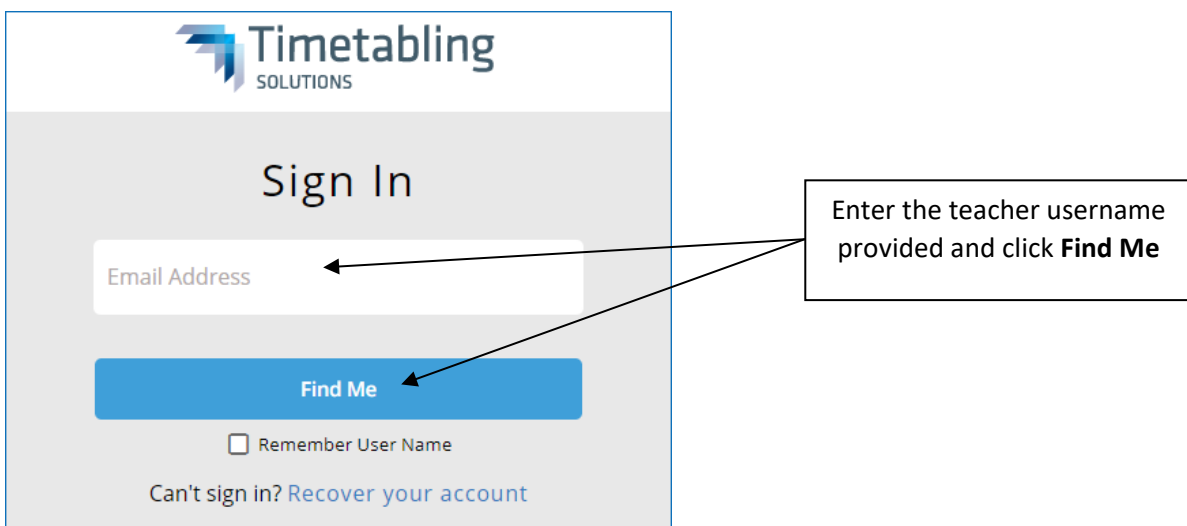 Timetabling
SOLUTIONS
Sign In
Email Address
Enter the teacher username
provided and click Find Me
Find Me
Remember User Name
Can't sign in? Recover your account